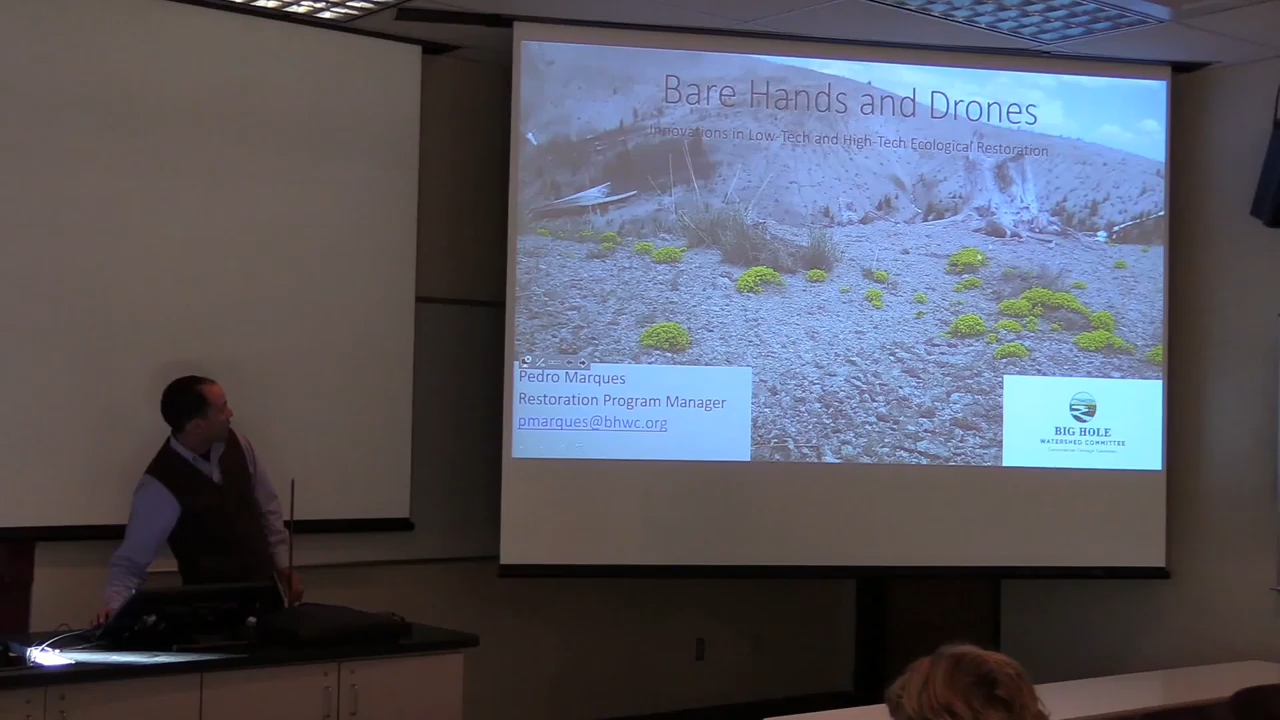 Bare Hands and Drones
Innovations in Low-Tech and High-Tech Ecological Restoration
Pedro Marques
Restoration Program Manager
pmarques@bhwc.org
BIG HOLE
WATERSHED COMMITTEE